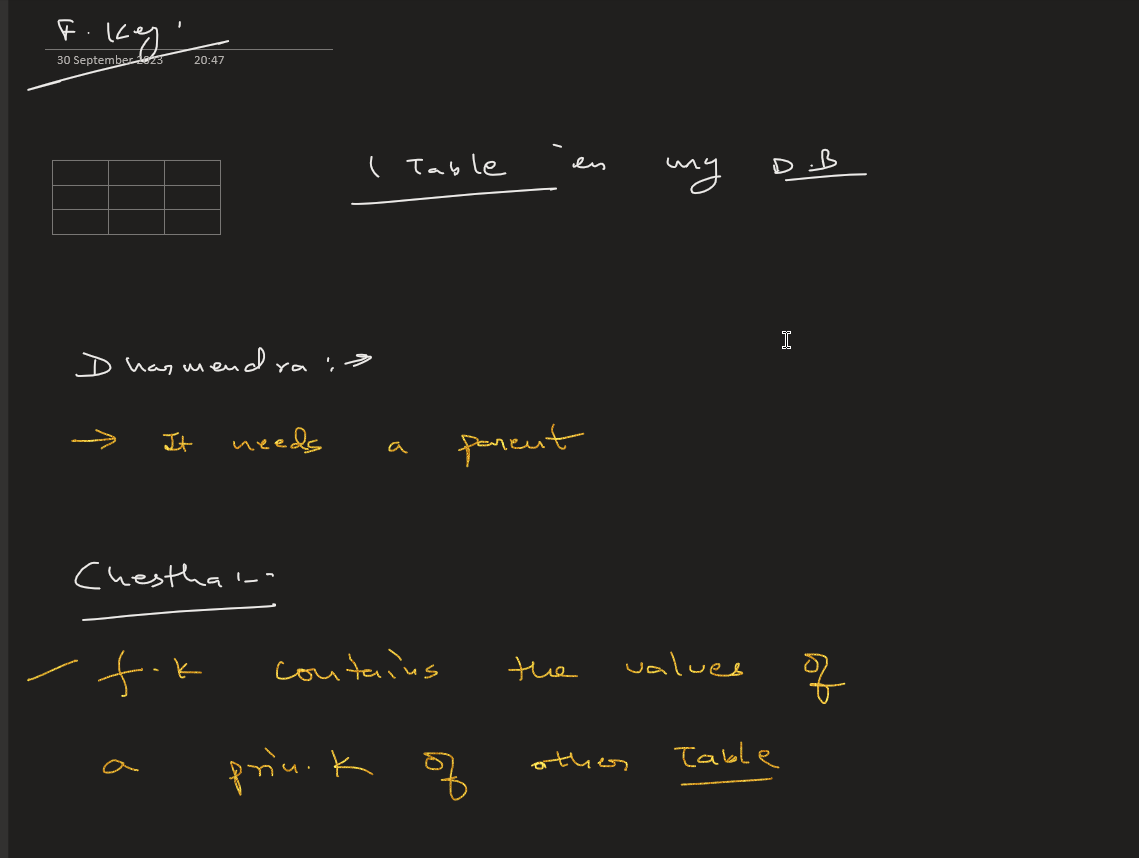 F. Key
30 September 2023 20:47
1 Table in my D.B
Dharmendra :→
→ It needs a parent
Chestha :--
f.k contains the values of
a pri. k of other Table